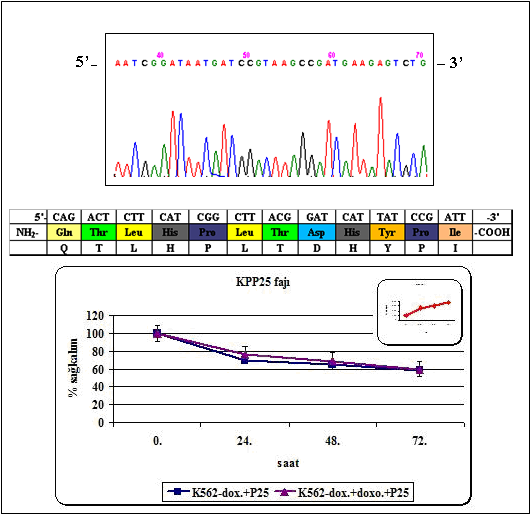 40 50 60 70
5’ – AATCGGATAATGATCCGTAAGCCGATGAAGAGTCTG – 3’
5'- CAG ACT CTT CAT CGG CTT ACG GAT CAT TAT CCG ATT -3'
NH2- Gln Thr Leu His Pro Leu Thr Asp His Tyr Pro Ile -COOH
Q T L H P L T D H Y P I
KPP25 fajı
% sağkalım
120
100
80
60
40
20
0
0. 24. 48. 72.
saat
K562-dox.+P25 K562-dox.+doxo.+P25